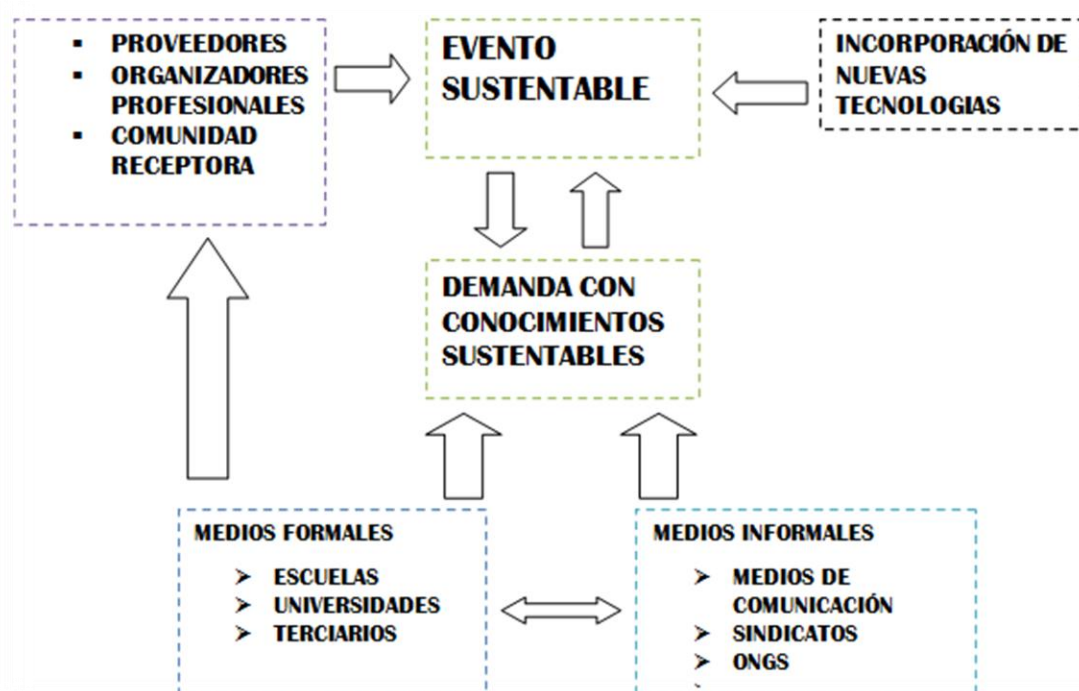 ▪ PROVEEDORES
▪ ORGANIZADORES
PROFESIONALES
▪ COMUNIDAD
RECEPTORA
EVENTO
SUSTENTABLE
INCORPORACIÓN DE
NUEVAS
TECNOLOGIAS
DEMANDA CON
CONOCIMIENTOS
SUSTENTABLES
MEDIOS FORMALES
➢ ESCUELAS
➢ UNIVERSIDADES
➢ TERCIARIOS
MEDIOS INFORMALES
➢ MEDIOS DE
COMUNICACIÓN
➢ SINDICATOS
➢ ONGS